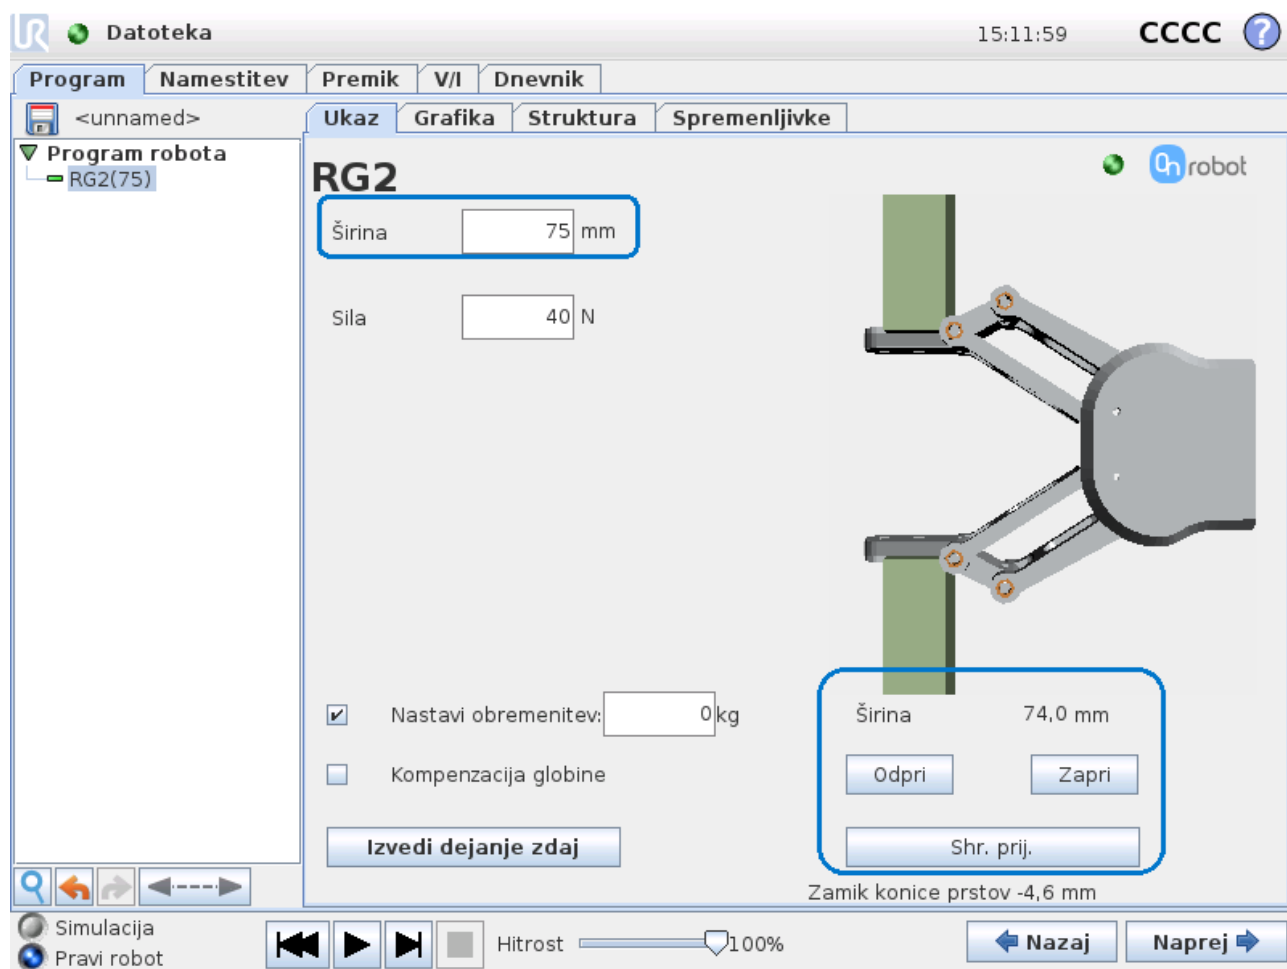 UR Datoteka 15:11:59 CCCC ?
Program Namestitev Premik V/I Dnevnik
<unnamed> Ukaz Grafika Struktura Spremenljivke
Program robota
RG2(75)
RG2
On robot
Širina 75 mm
Sila 40 N
Nastavi obremenitev: 0 kg
Kompenzacija globine
Izvedi dejanje zdaj
Širina 74,0 mm
Odpri Zapri
Shr. prij.
Zamik konice prstov -4,6 mm
Simulacija
Pravi robot
Hitrost 100%
Nazaj Naprej